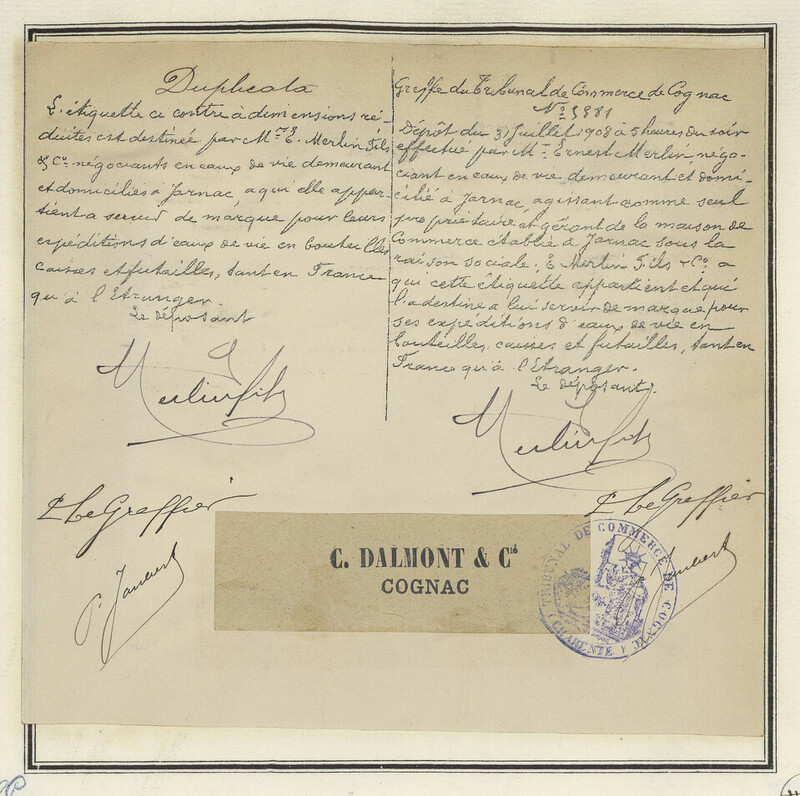 Duplicata
L'étiquette ci contre à dimensions ré-
duites est destinée par Mrs E. Merlin Fils
& Cie négociants en eaux de vie demeurant
et domiciliés à Jarnac, a qui elle appar-
tient a servir de marque pour leurs
expéditions d'eaux de vie en bouteilles
caisses et futailles, tant en France
qu'à l'Etranger.
Le déposant
Merlin fils
Le Greffier
P. Jaubert
Greffe du Tribunal de Commerce de Cognac
No 5981
Dépôt du 31 Juillet 1908 à 5 heures du soir
effectué par Mr Ernest Merlin, négo-
ciant en eaux de vie, demeurant et domi-
cilié à Jarnac, agissant comme seul
propriétaire et gérant de la maison de
Commerce établie à Jarnac sous la
raison sociale: E. Merlin Fils & Co. a
qui cette étiquette appartient et qui
l'a destine a lui servir de marque pour
ses expéditions d'eaux de vie en
bouteilles, caisses et futailles, tant en
France qu'à l'Etranger.
Le déposant.
Merlin fils
Le Greffier
C. DALMONT & Cie
COGNAC
TRIBUNAL DE COMMERCE DE COGNAC
(CHARENTE)